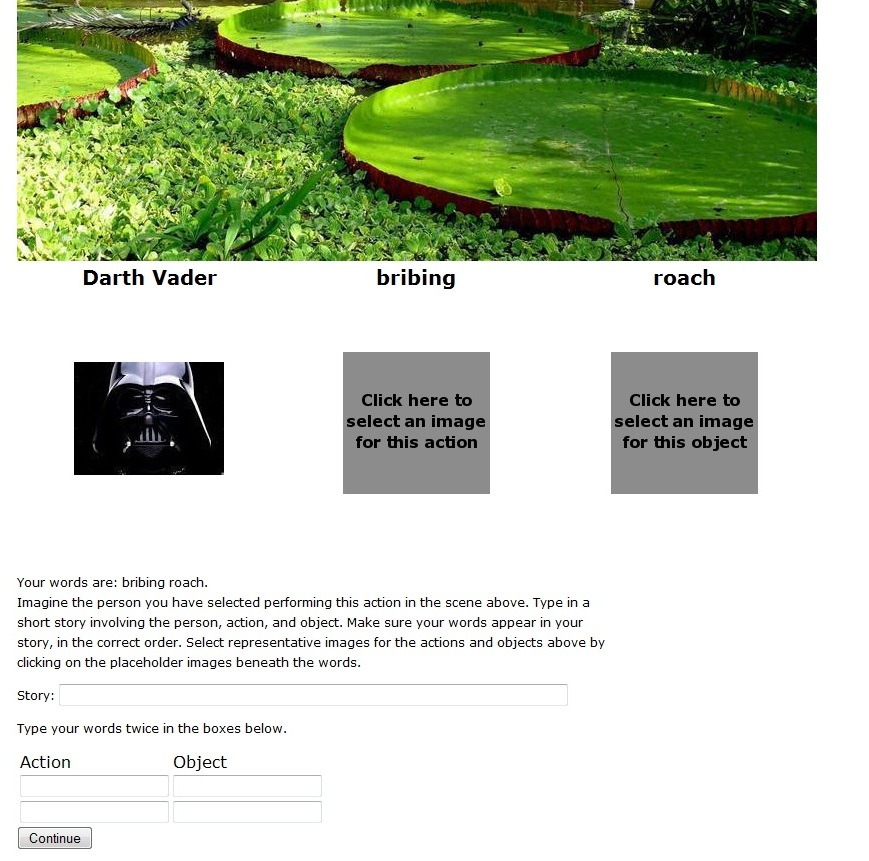 Darth Vader bribing roach
Click here to
select an image
for this action
Click here to
select an image
for this object
Your words are: bribing roach.
Imagine the person you have selected performing this action in the scene above. Type in a
short story involving the person, action, and object. Make sure your words appear in your
story, in the correct order. Select representative images for the actions and objects above by
clicking on the placeholder images beneath the words.
Story:
Type your words twice in the boxes below.
Action Object
Continue